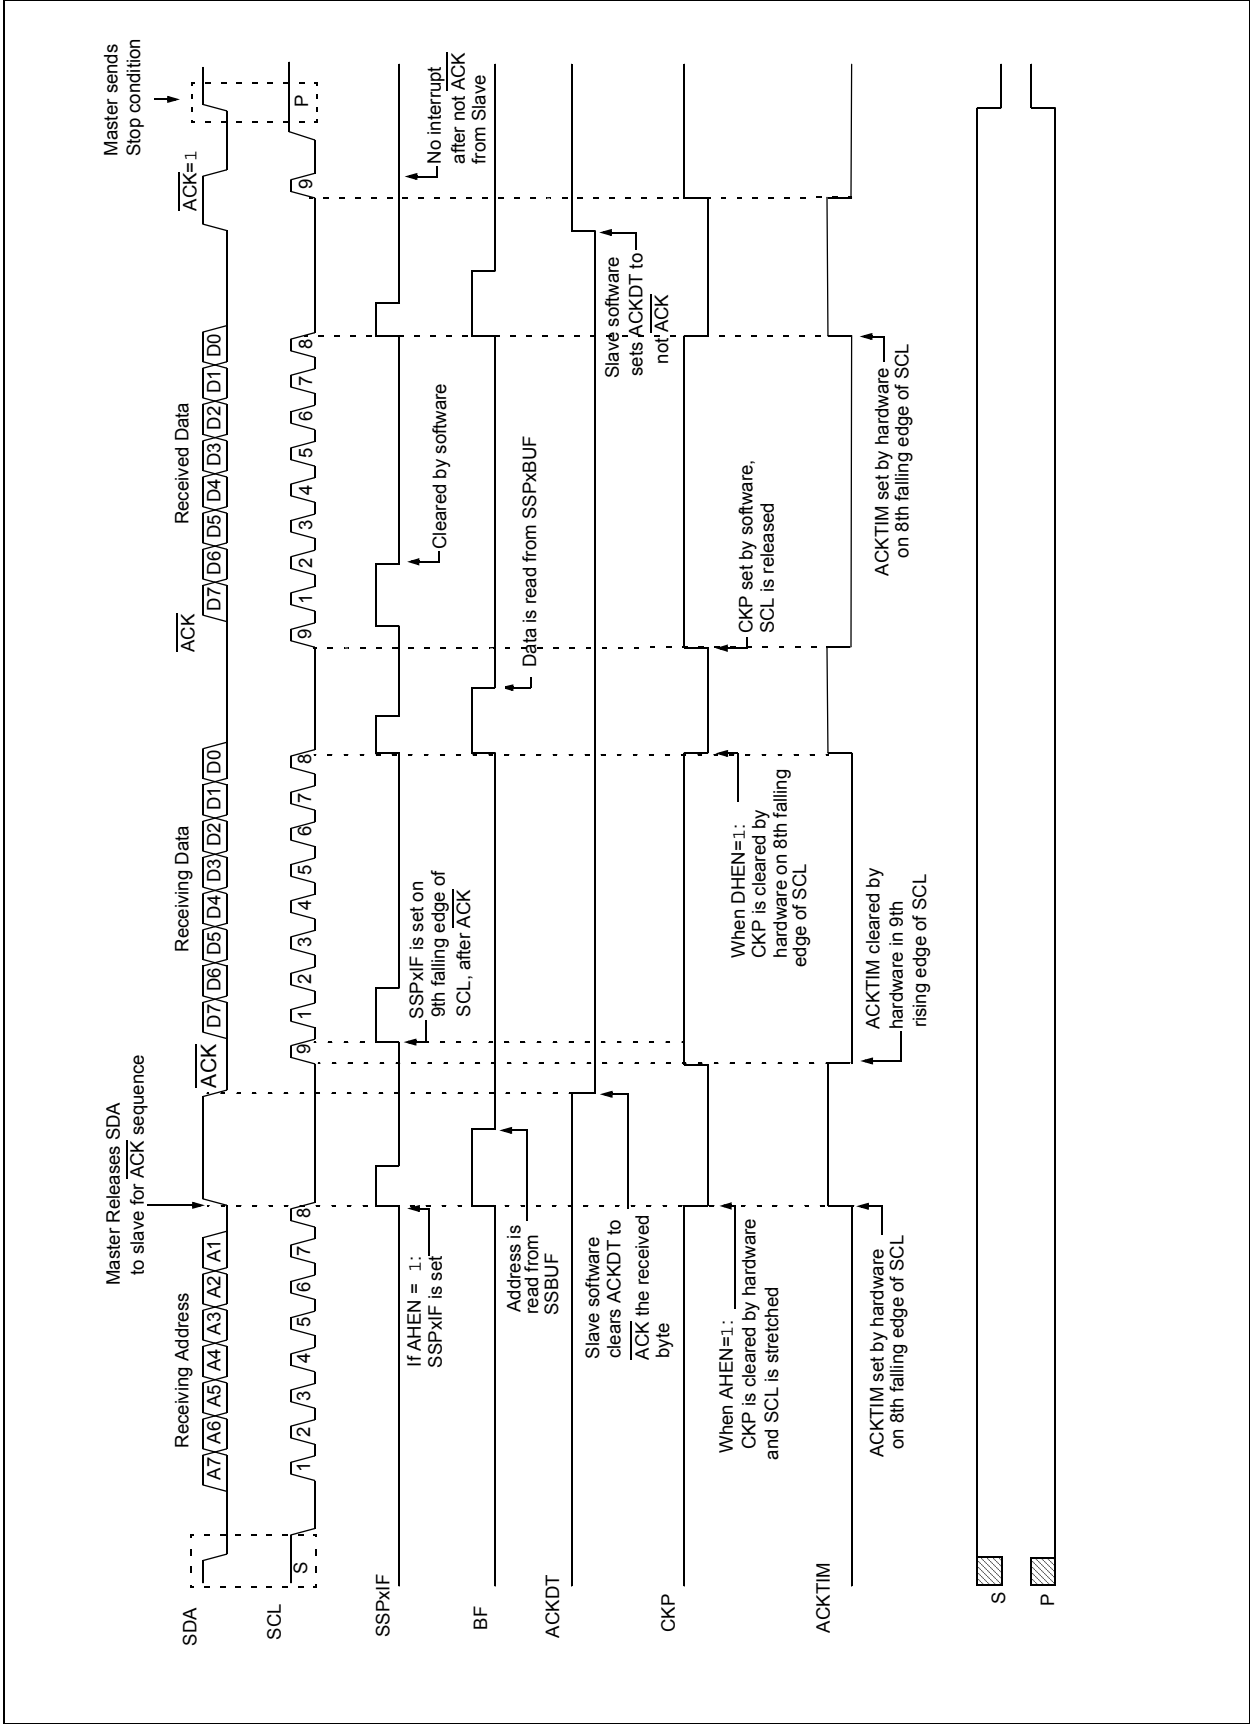 Master Releases SDA
to slave for ACK sequence
Master sends
Stop condition
Receiving Address
Receiving Data
Received Data
ACK
ACK
ACK=1
SDA
A7 A6 A5 A4 A3 A2 A1
D7 D6 D5 D4 D3 D2 D1 D0
D7 D6 D5 D4 D3 D2 D1 D0
SCL
S
1 2 3 4 5 6 7 8
9 1 2 3 4 5 6 7 8
9 1 2 3 4 5 6 7 8
9
P
SSPxIF
If AHEN = 1:
SSPxIF is set
SSPxIF is set on
9th falling edge of
SCL, after ACK
Cleared by software
No interrupt
after not ACK
from Slave
BF
Address is
read from
SSBUF
Data is read from SSPxBUF
ACKDT
Slave software
clears ACKDT to
ACK the received
byte
Slave software
sets ACKDT to
not ACK
CKP
When AHEN=1:
CKP is cleared by hardware
and SCL is stretched
When DHEN=1:
CKP is cleared by
hardware on 8th falling
edge of SCL
CKP set by software,
SCL is released
ACKTIM
ACKTIM set by hardware
on 8th falling edge of SCL
ACKTIM cleared by
hardware in 9th
rising edge of SCL
ACKTIM set by hardware
on 8th falling edge of SCL
S
P